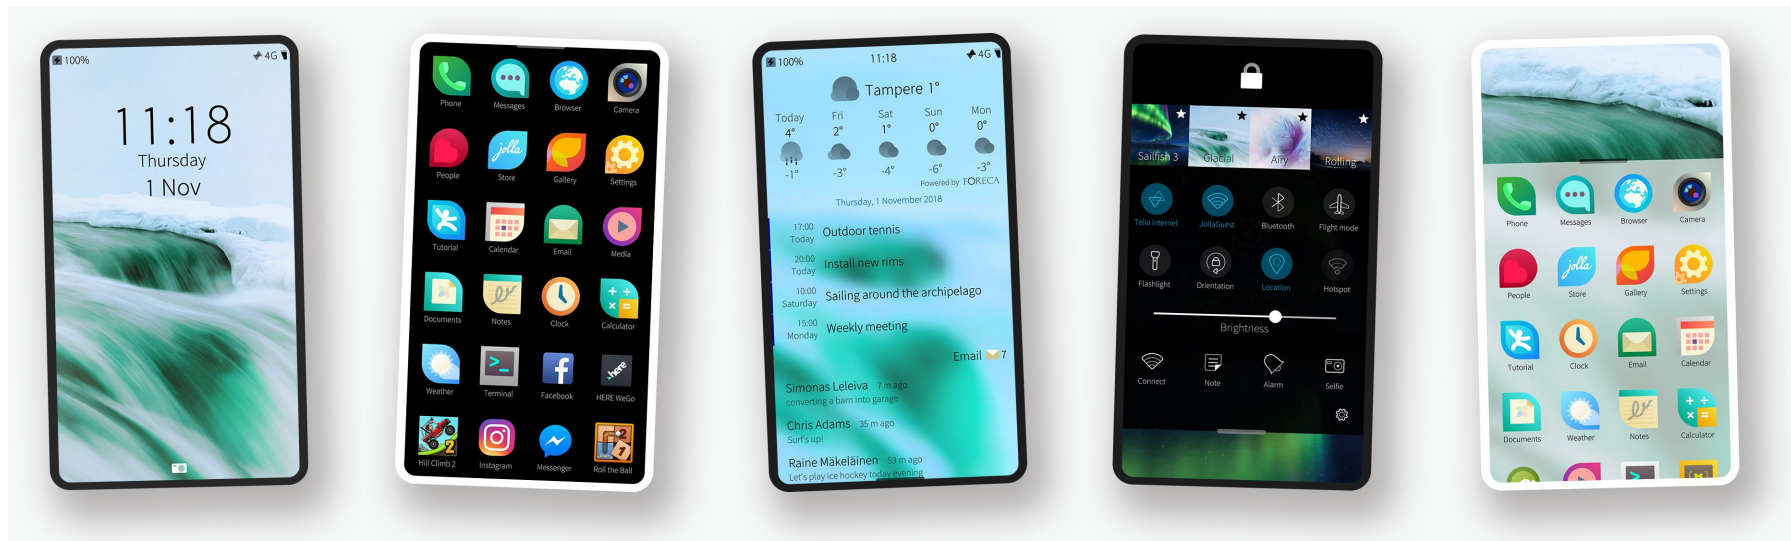 100%
4G
11:18
Thursday
1 Nov
Phone
Messages
Browser
Camera
jolla
People
Store
Gallery
Settings
Tutorial
Calendar
Email
Media
Documents
Notes
Clock
Calculator
>_
f
here
Weather
Terminal
Facebook
HERE WeGo
2
2
1
Hill Climb 2
Instagram
Messenger
Roll the Ball
100%
11:18
4G
Tampere 1°
Today Fri Sat Sun Mon
4° 2° 1° 0° 0°
-1° -3° -4° -6° -3°
Powered by FORECA
Thursday, 1 November 2018
17:00 Outdoor tennis
Today
20:00 Install new rims
Today
10:00 Sailing around the archipelago
Saturday
15:00 Weekly meeting
Monday
Email 7
Simonas Leleiva 7 m ago
converting a barn into garage
Chris Adams 35 m ago
Surf's up!
Raine Mäkeläinen 53 m ago
Let's play ice hockey today evening
Sailfish 3
Glacial
Airy
Rolling
Telia Internet
JollaGuest
Bluetooth
Flight mode
Flashlight
Orientation
Location
Hotspot
Brightness
Connect
Note
Alarm
Selfie
Phone
Messages
Browser
Camera
jolla
People
Store
Gallery
Settings
Tutorial
Clock
Email
Calendar
Documents
Weather
Notes
Calculator
>_